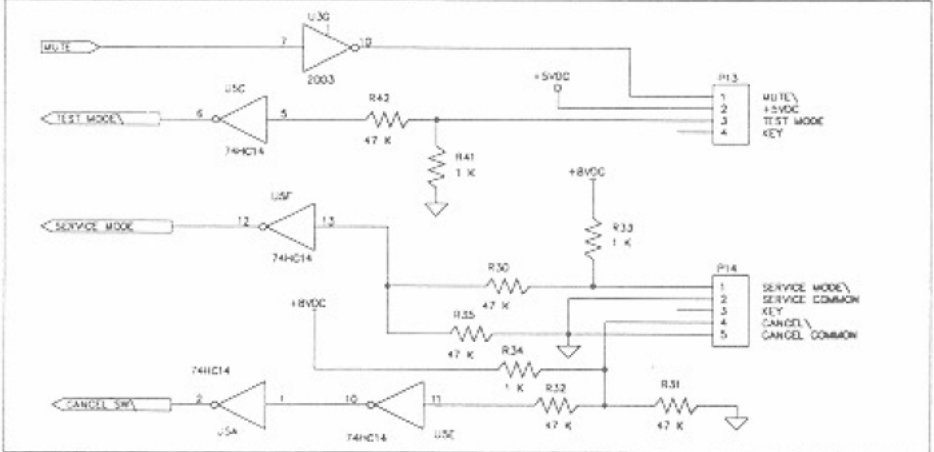 U3G
MUTE
7
10
2003
+5VDC
P13
1
MUTE\
2
+5VDC
3
TEST MODE
4
KEY
U5C
TEST MODE\
6
5
74HC14
R42
47 K
R41
1 K
+8VDC
U5F
SERVICE MODE
12
13
74HC14
R33
1 K
R30
47 K
P14
1
SERVICE MODE\
2
SERVICE COMMON
3
KEY
4
CANCEL\
5
CANCEL COMMON
+8VDC
R35
47 K
R34
1 K
74HC14
CANCEL SW\
2
1
U5A
10
11
74HC14
U5E
R32
47 K
R31
47 K